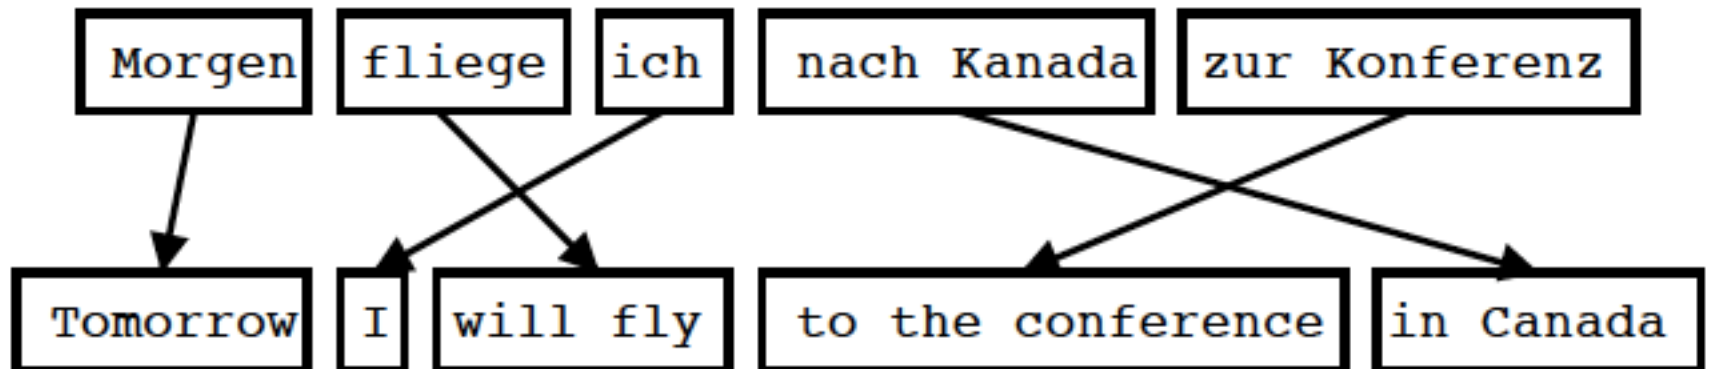 Morgen fliege ich nach Kanada zur Konferenz
Tomorrow I will fly to the conference in Canada